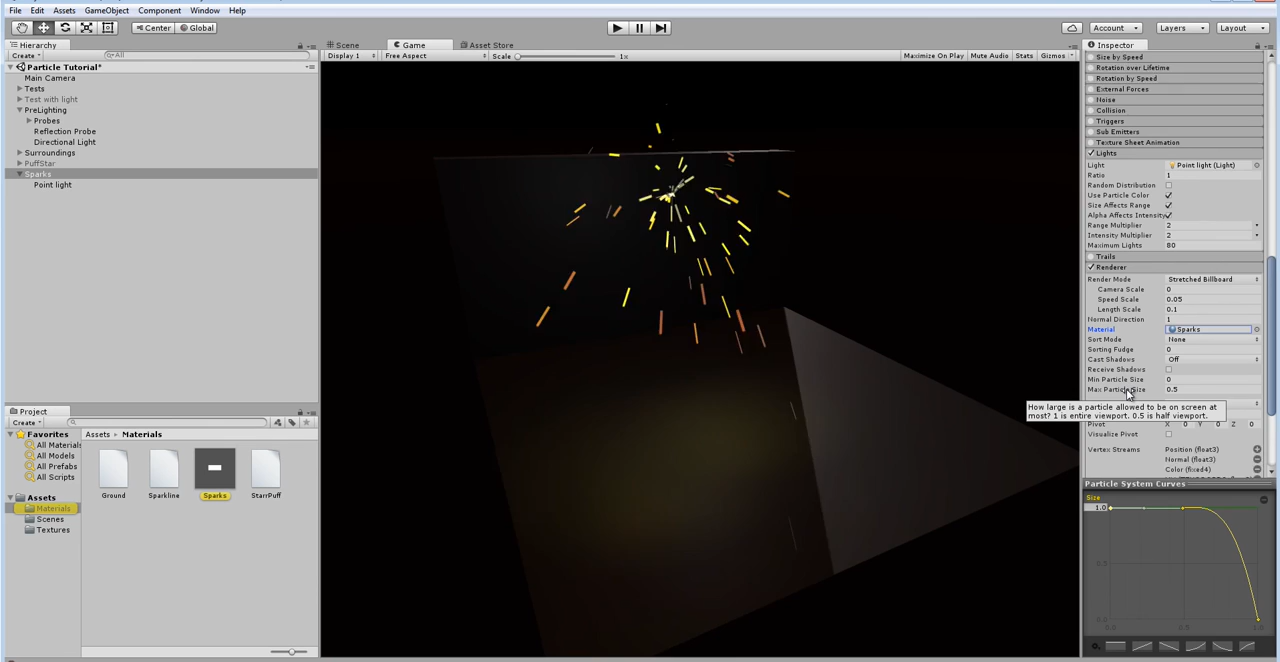 File Edit Assets GameObject Component Window Help
Center Global
Account Layers Layout
Hierarchy
Create All
Particle Tutorial*
Main Camera
Tests
Test with light
PreLighting
Probes
Reflection Probe
Directional Light
Surroundings
PuffStar
Sparks
Point light
Scene Game Asset Store
Display 1 Free Aspect Scale 1x Maximize On Play Mute Audio Stats Gizmos
Inspector
Size by Speed
Rotation over Lifetime
Rotation by Speed
External Forces
Noise
Collision
Triggers
Sub Emitters
Texture Sheet Animation
Lights
Light Point light (Light)
Ratio 1
Random Distribution
Use Particle Color
Size Affects Range
Alpha Affects Intensity
Range Multiplier 2
Intensity Multiplier 2
Maximum Lights 80
Trails
Renderer
Render Mode Stretched Billboard
Camera Scale 0
Speed Scale 0.05
Length Scale 0.1
Normal Direction 1
Material Sparks
Sort Mode None
Sorting Fudge 0
Cast Shadows Off
Receive Shadows
Min Particle Size 0
Max Particle Size 0.5
How large is a particle allowed to be on screen at
most? 1 is entire viewport. 0.5 is half viewport.
Pivot X 0 Y 0 Z 0
Visualize Pivot
Vertex Streams Position (float3)
Normal (float3)
Color (fixed4)
Particle System Curves
Size
1.0
0.5 1.0
Project
Create
Favorites
All Materials
All Models
All Prefabs
All Scripts
Assets
Materials
Scenes
Textures
Assets Materials
Ground Sparkline Sparks StarrPuff